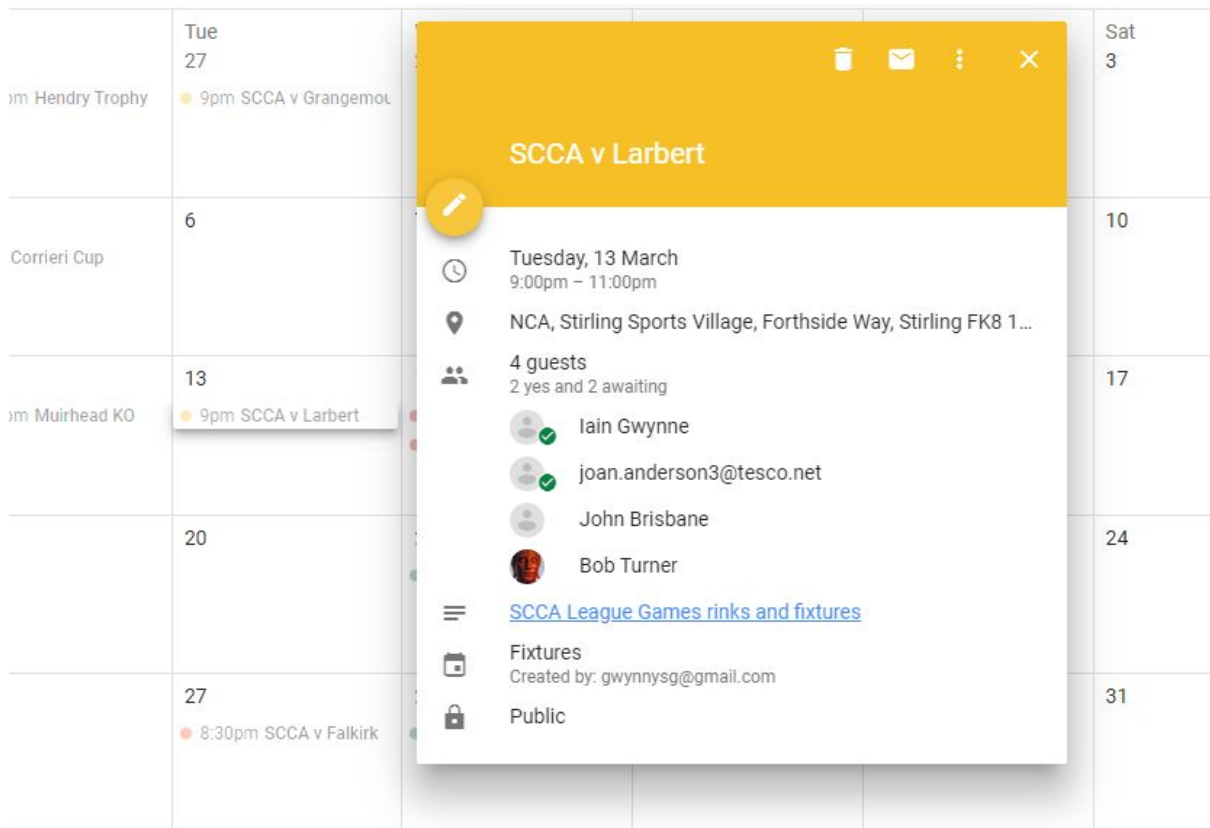 Tue
Sat
27
3
Hendry Trophy
9pm SCCA v Grangemou
SCCA v Larbert
6
10
Corrieri Cup
Tuesday, 13 March
9:00pm – 11:00pm
NCA, Stirling Sports Village, Forthside Way, Stirling FK8 1...
4 guests
2 yes and 2 awaiting
13
17
Muirhead KO
9pm SCCA v Larbert
Iain Gwynne
joan.anderson3@tesco.net
John Brisbane
20
24
Bob Turner
SCCA League Games rinks and fixtures
Fixtures
Created by: gwynnysg@gmail.com
27
31
Public
8:30pm SCCA v Falkirk